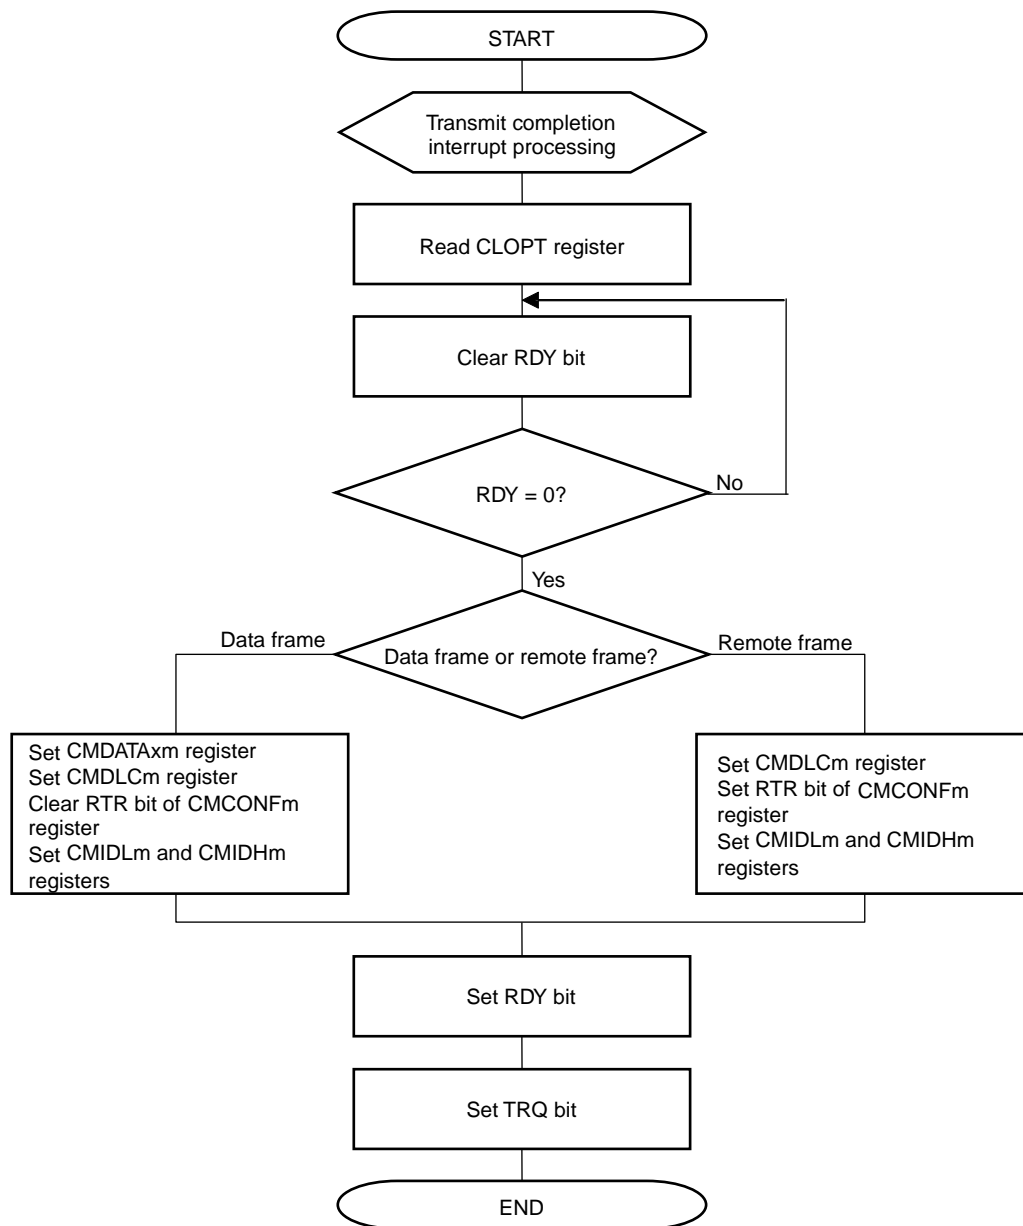 START
Transmit completion
interrupt processing
Read CLOPT register
Clear RDY bit
RDY = 0?
No
Yes
Data frame or remote frame?
Data frame
Remote frame
Set CMDATAxm register
Set CMDLCm register
Clear RTR bit of CMCONFm
register
Set CMIDLm and CMIDHm
registers
Set CMDLCm register
Set RTR bit of CMCONFm
register
Set CMIDLm and CMIDHm
registers
Set RDY bit
Set TRQ bit
END